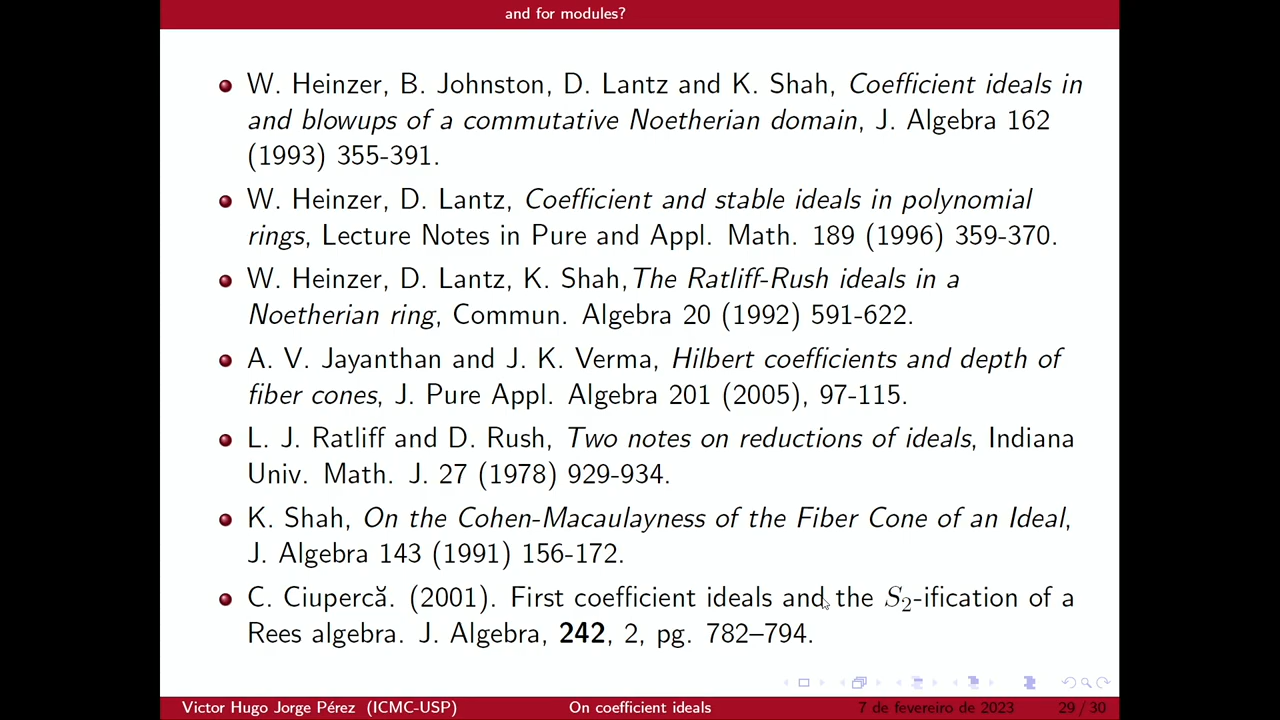 and for modules?
W. Heinzer, B. Johnston, D. Lantz and K. Shah, Coefficient ideals in
and blowups of a commutative Noetherian domain, J. Algebra 162
(1993) 355-391.
W. Heinzer, D. Lantz, Coefficient and stable ideals in polynomial
rings, Lecture Notes in Pure and Appl. Math. 189 (1996) 359-370.
W. Heinzer, D. Lantz, K. Shah,The Ratliff-Rush ideals in a
Noetherian ring, Commun. Algebra 20 (1992) 591-622.
A. V. Jayanthan and J. K. Verma, Hilbert coefficients and depth of
fiber cones, J. Pure Appl. Algebra 201 (2005), 97-115.
L. J. Ratliff and D. Rush, Two notes on reductions of ideals, Indiana
Univ. Math. J. 27 (1978) 929-934.
K. Shah, On the Cohen-Macaulayness of the Fiber Cone of an Ideal,
J. Algebra 143 (1991) 156-172.
C. Ciupercă. (2001). First coefficient ideals and the S₂-ification of a
Rees algebra. J. Algebra, 242, 2, pg. 782–794.
Victor Hugo Jorge Pérez (ICMC-USP) On coefficient ideals 7 de fevereiro de 2023 29 / 30